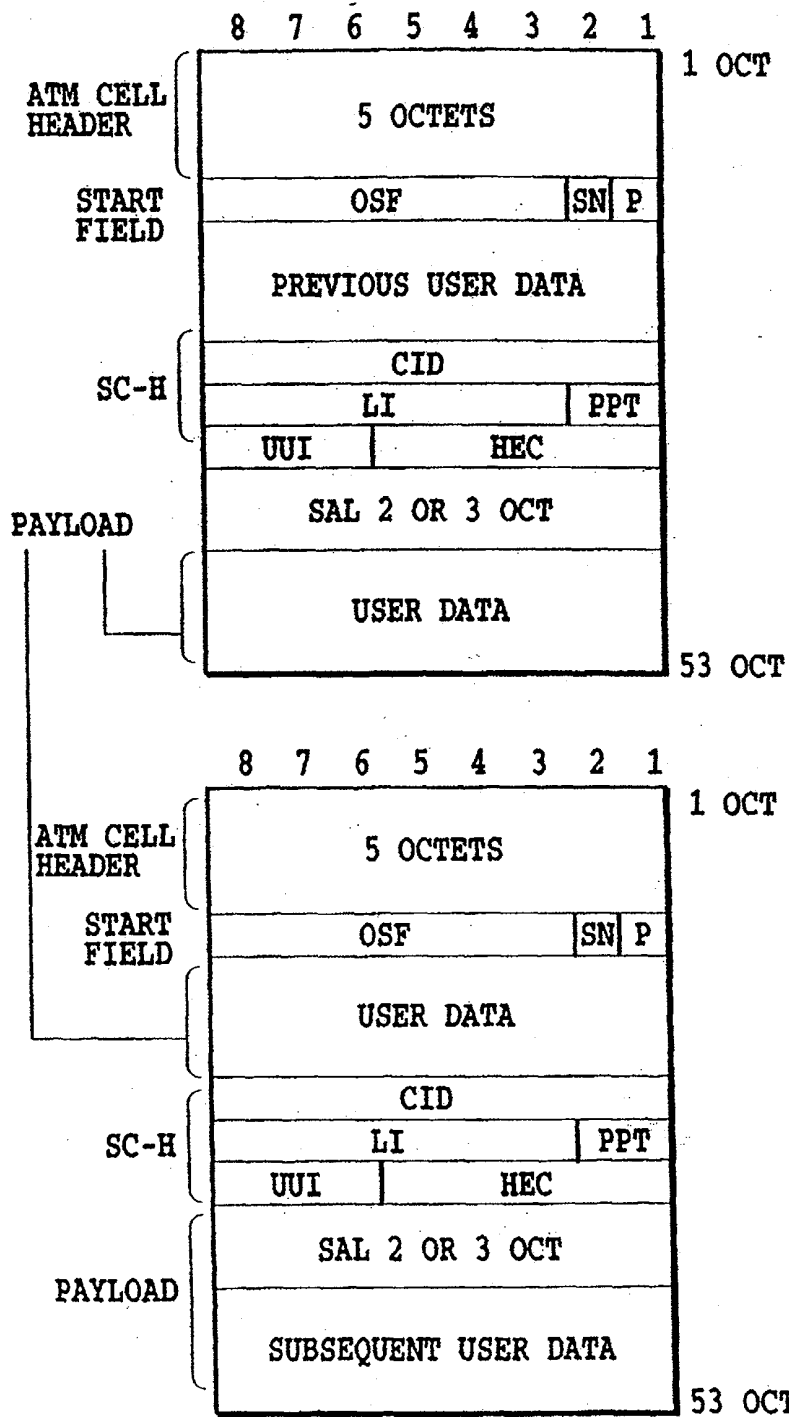 8 7 6 5 4 3 2 1
1 OCT
ATM CELL
HEADER
5 OCTETS
START
FIELD
OSF SN P
PREVIOUS USER DATA
SC-H
CID
LI PPT
UUI HEC
SAL 2 OR 3 OCT
PAYLOAD
USER DATA
53 OCT
8 7 6 5 4 3 2 1
1 OCT
ATM CELL
HEADER
5 OCTETS
START
FIELD
OSF SN P
USER DATA
SC-H
CID
LI PPT
UUI HEC
SAL 2 OR 3 OCT
PAYLOAD
SUBSEQUENT USER DATA
53 OCT